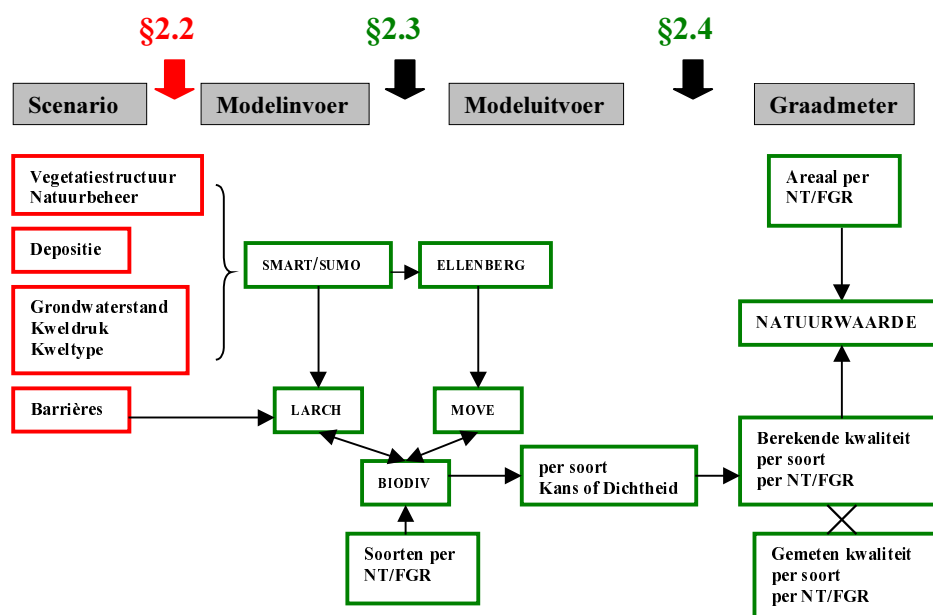 §2.2
§2.3
§2.4
Scenario
Modelinvoer
Modeluitvoer
Graadmeter
Vegetatiestructuur
Natuurbeheer
Depositie
Grondwaterstand
Kweldruk
Kweltype
Barrières
SMART/SUMO
ELLENBERG
LARCH
MOVE
BIODIV
Soorten per
NT/FGR
per soort
Kans of Dichtheid
Areaal per
NT/FGR
NATUURWAARDE
Berekende kwaliteit
per soort
per NT/FGR
Gemeten kwaliteit
per soort
per NT/FGR